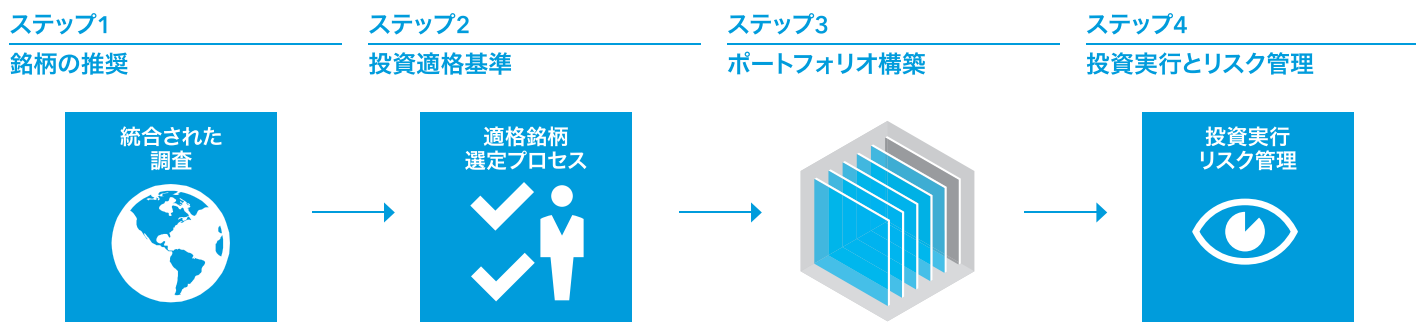 ステップ1
銘柄の推奨
統合された
調査
ステップ2
投資適格基準
適格銘柄
選定プロセス
ステップ3
ポートフォリオ構築
ステップ4
投資実行とリスク管理
投資実行
リスク管理